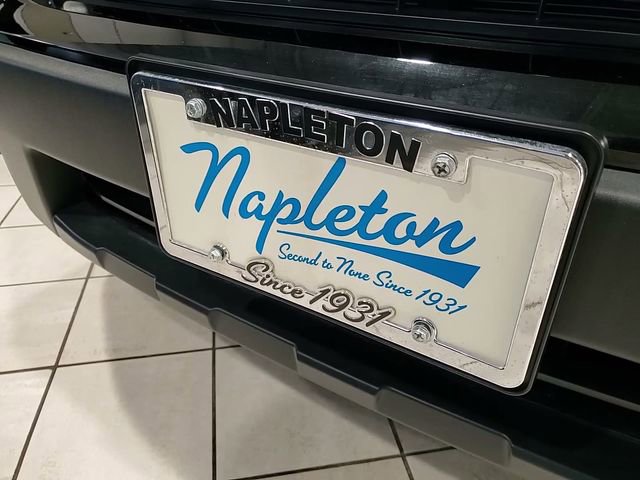 NAPLETON
Napleton
Second to None Since 1931
Since 1931